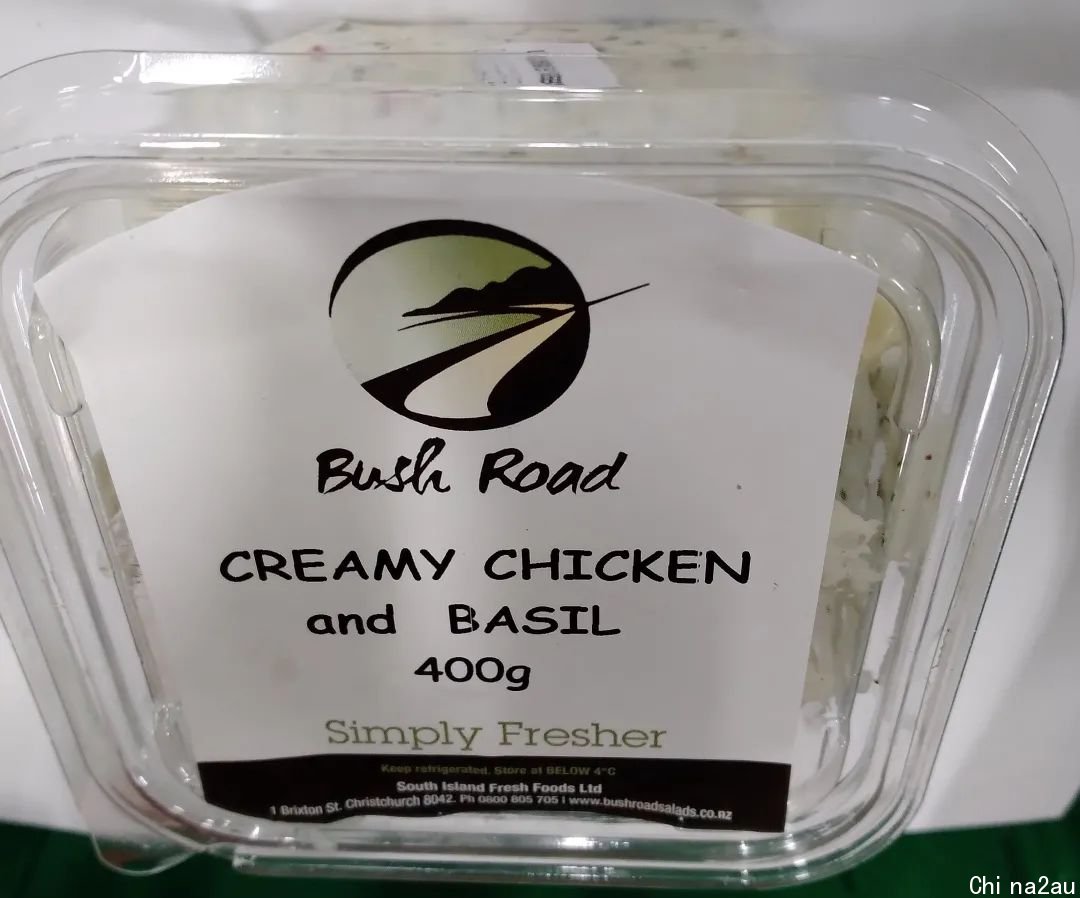 Bush Road
CREAMY CHICKEN
and BASIL
400g
Simply Fresher
Keep refrigerated. Store at BELOW 4°C
South Island Fresh Foods Ltd
1 Brixton St. Christchurch 8042. Ph 0800 805 705 | www.bushroadsalads.co.nz
Chi na2au